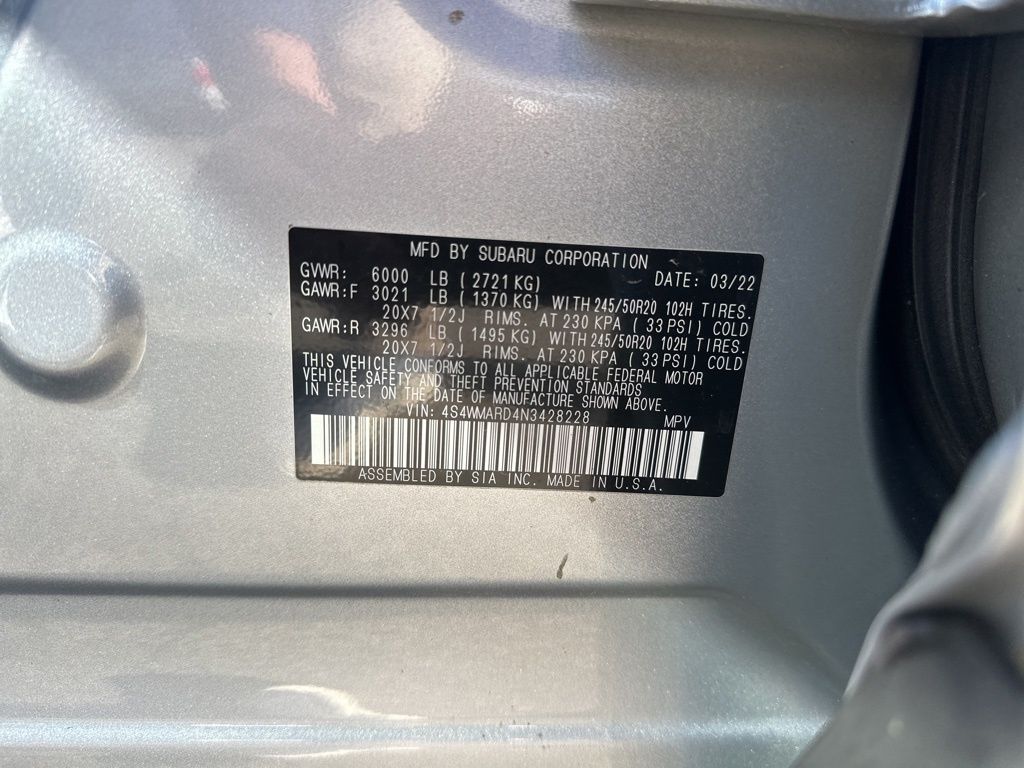 MFD BY SUBARU CORPORATION
GVWR: 6000 LB ( 2721 KG) DATE: 03/22
GAWR:F 3021 LB ( 1370 KG) WITH 245/50R20 102H TIRES.
20X7 1/2J RIMS. AT 230 KPA ( 33 PSI) COLD
GAWR:R 3296 LB ( 1495 KG) WITH 245/50R20 102H TIRES.
20X7 1/2J RIMS. AT 230 KPA ( 33 PSI) COLD
THIS VEHICLE CONFORMS TO ALL APPLICABLE FEDERAL MOTOR
VEHICLE SAFETY AND THEFT PREVENTION STANDARDS
IN EFFECT ON THE DATE OF MANUFACTURE SHOWN ABOVE.
VIN: 4S4WMARD4N3428228 MPV
ASSEMBLED BY SIA INC. MADE IN U.S.A.